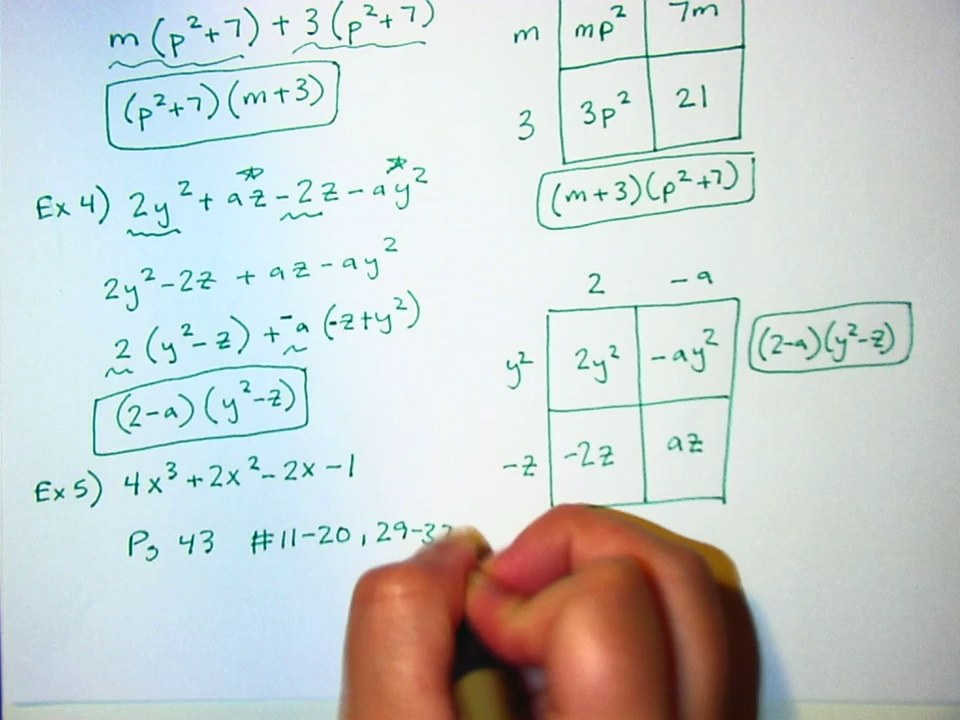 m(p²+7) + 3(p²+7)
(p²+7)(m+3)
m mp² 7m
3 3p² 21
(m+3)(p²+7)
Ex 4) 2y² + az - 2z - ay²
2y² - 2z + az - ay²
2(y² - z) + -a(-z + y²)
(2-a)(y²-z)
2 -a
y² 2y² -ay²
-z -2z az
(2-a)(y²-z)
Ex 5) 4x³ + 2x² - 2x - 1
Pg 43 #11-20, 29-